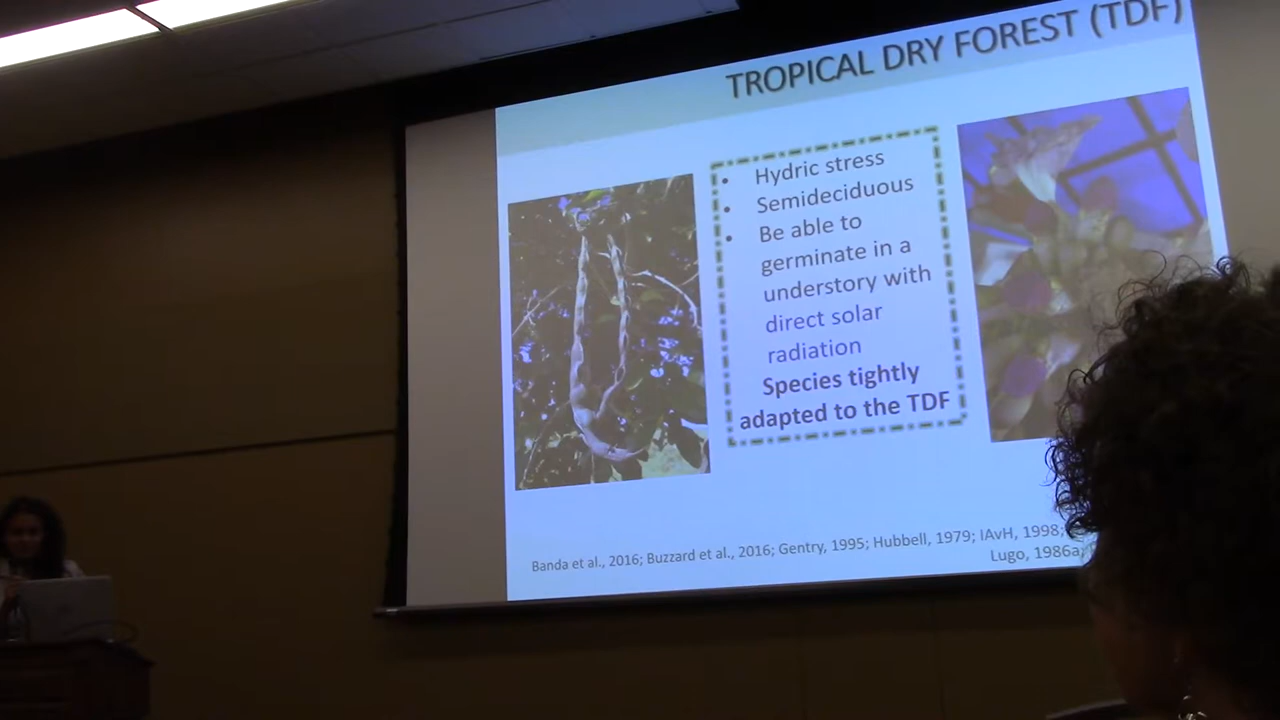 TROPICAL DRY FOREST (TDF)
• Hydric stress
• Semideciduous
• Be able to
germinate in a
understory with
direct solar
radiation
Species tightly
adapted to the TDF
Banda et al., 2016; Buzzard et al., 2016; Gentry, 1995; Hubbell, 1979; IAvH, 1998;
Lugo, 1986a;